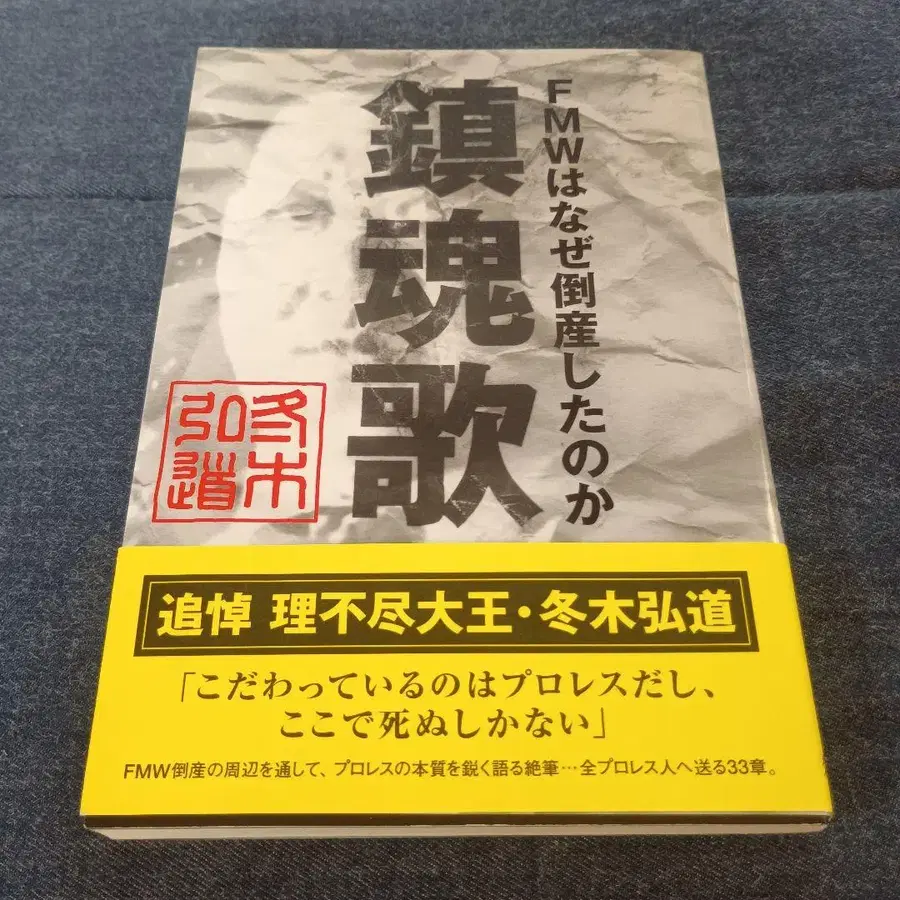 FMWはなぜ倒産したのか
鎮魂歌
冬木
弘道
追悼 理不尽大王・冬木弘道
「こだわっているのはプロレスだし、
ここで死ぬしかない」
FMW倒産の周辺を通して、プロレスの本質を鋭く語る絶筆…全プロレス人へ送る33章。